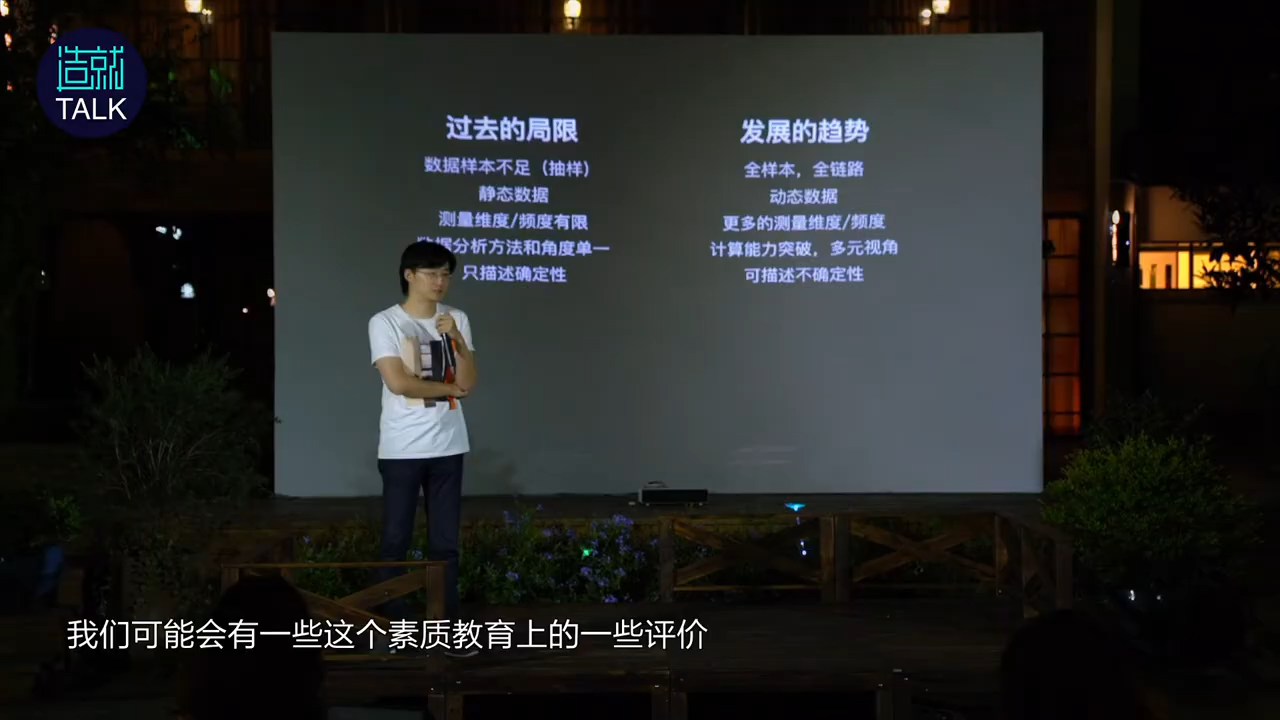 造就
TALK
过去的局限
数据样本不足（抽样）
静态数据
测量维度/频度有限
数据分析方法和角度单一
只描述确定性
发展的趋势
全样本，全链路
动态数据
更多的测量维度/频度
计算能力突破，多元视角
可描述不确定性
我们可能会有一些这个素质教育上的一些评价